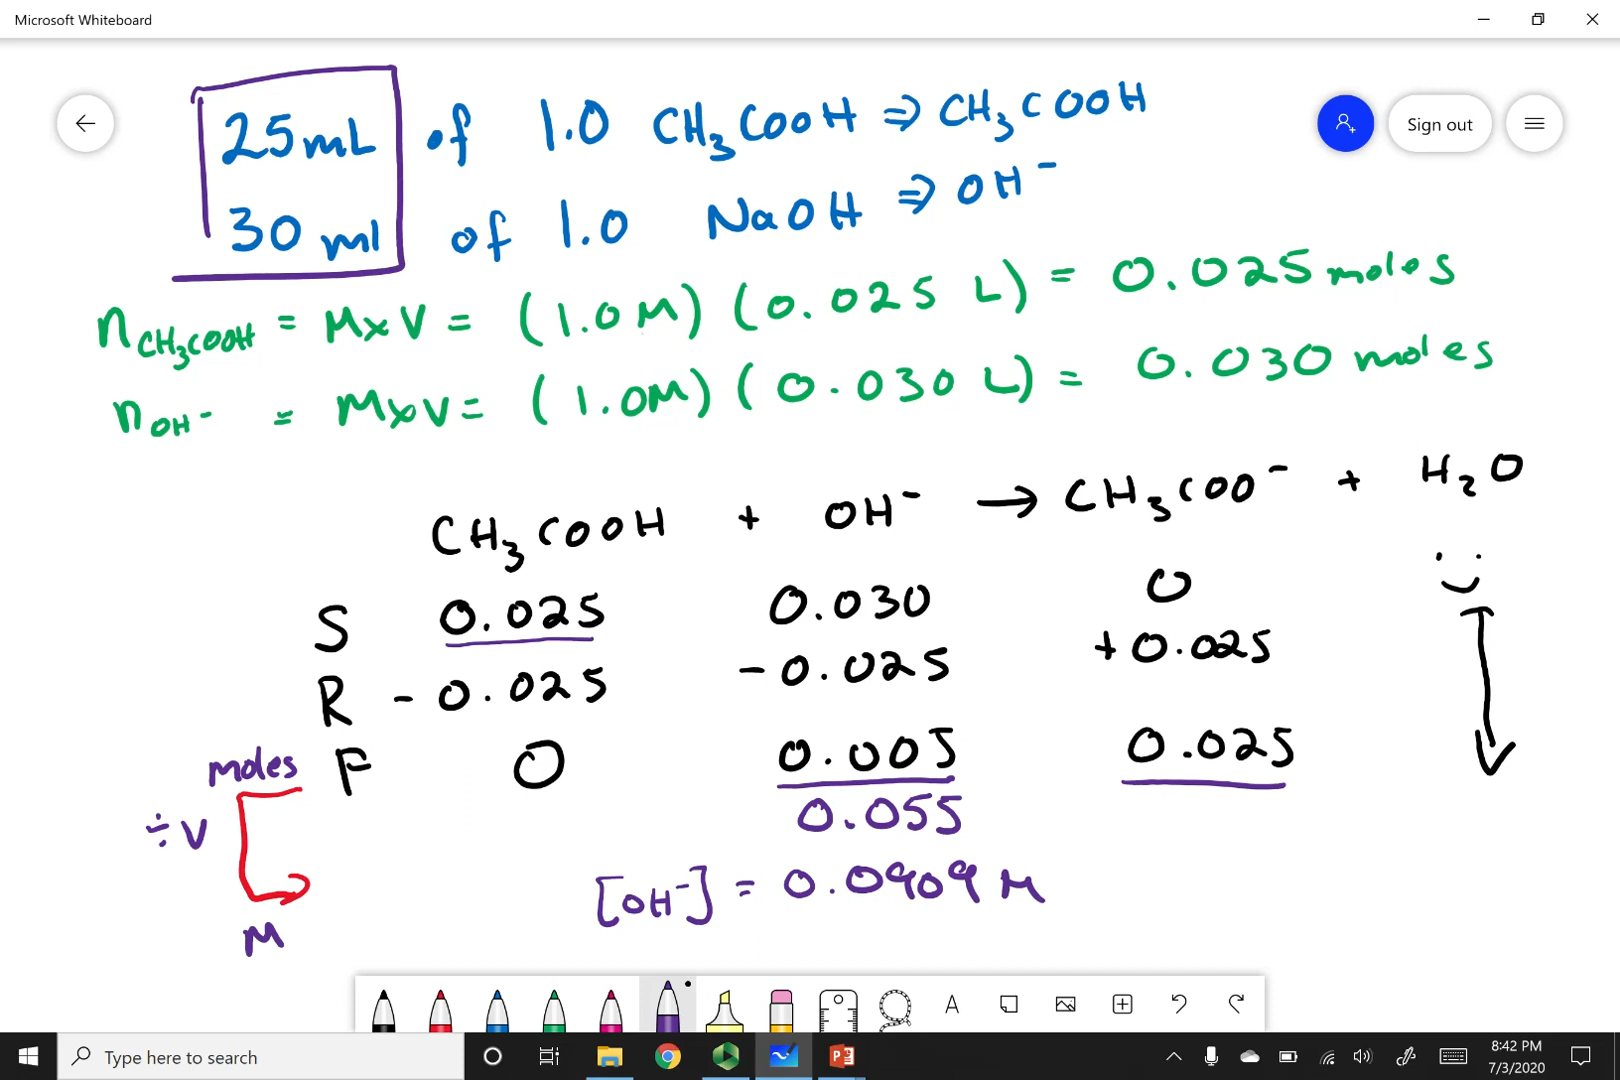 Microsoft Whiteboard
Sign out
25mL of 1.0 CH₃COOH ⇒ CH₃COOH
30 ml of 1.0 NaOH ⇒ OH⁻
n CH₃COOH = M×V = (1.0M) (0.025 L) = 0.025 moles
n OH⁻ = M×V = (1.0M) (0.030 L) = 0.030 moles
CH₃COOH + OH⁻ → CH₃COO⁻ + H₂O
S 0.025 0.030 0
R - 0.025 - 0.025 + 0.025
F 0 0.005 0.025
moles
÷ V
M
0.055
[OH⁻] = 0.0909 M
A
Type here to search
8:42 PM
7/3/2020